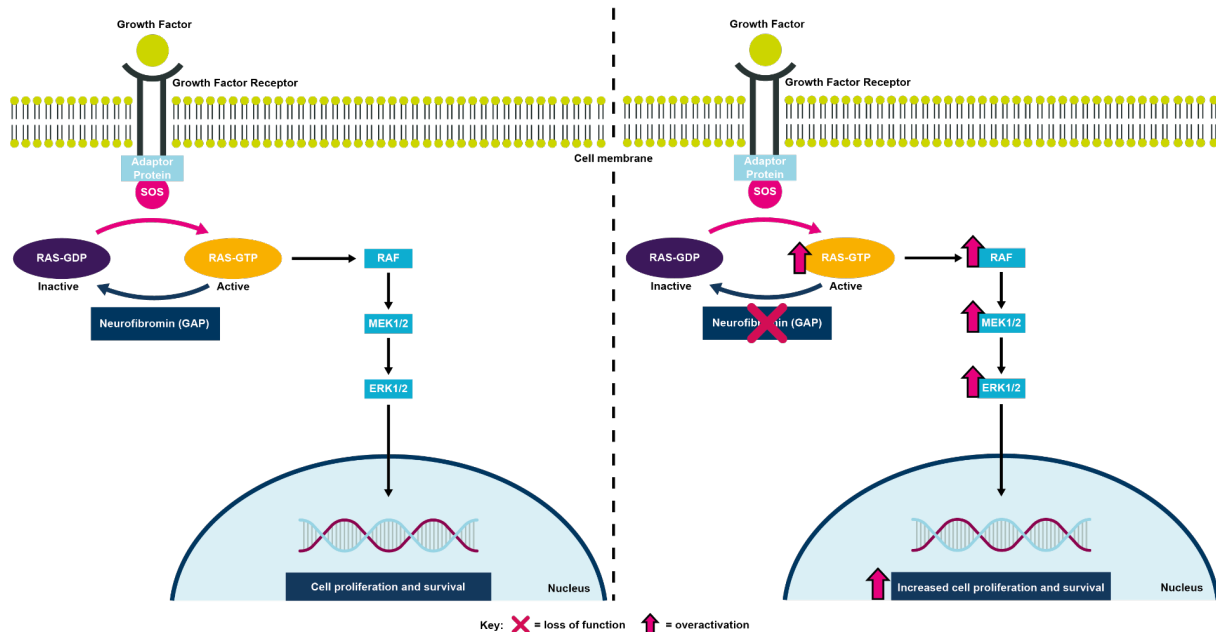 Growth Factor
Growth Factor Receptor
Adaptor
Protein
SOS
RAS-GDP
Inactive
RAS-GTP
Active
Neurofibromin (GAP)
RAF
MEK1/2
ERK1/2
Cell proliferation and survival
Nucleus
Cell membrane
Growth Factor
Growth Factor Receptor
Adaptor
Protein
SOS
RAS-GDP
Inactive
RAS-GTP
Active
Neurofibromin (GAP)
RAF
MEK1/2
ERK1/2
Increased cell proliferation and survival
Nucleus
Key: = loss of function = overactivation